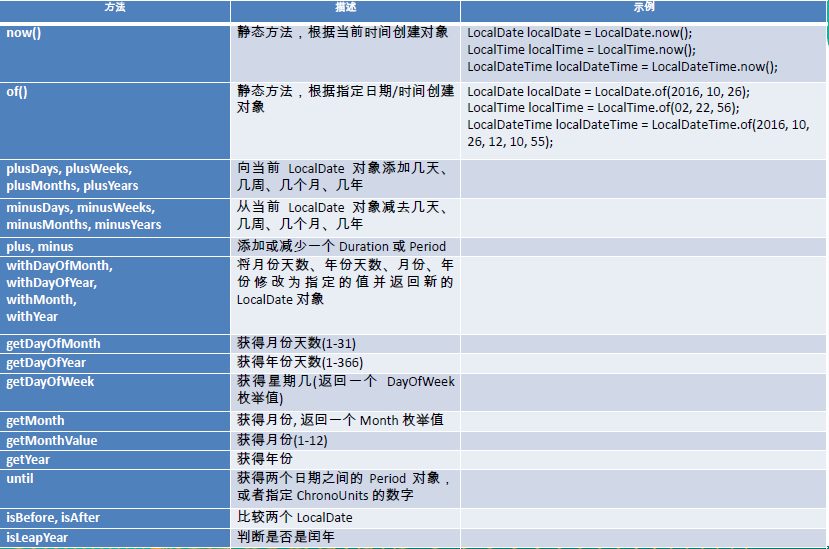 方法 描述 示例
now() 静态方法，根据当前时间创建对象 LocalDate localDate = LocalDate.now();
LocalTime localTime = LocalTime.now();
LocalDateTime localDateTime = LocalDateTime.now();
of() 静态方法，根据指定日期/时间创建 LocalDate localDate = LocalDate.of(2016, 10, 26);
对象 LocalTime localTime = LocalTime.of(02, 22, 56);
LocalDateTime localDateTime = LocalDateTime.of(2016, 10,
26, 12, 10, 55);
plusDays, plusWeeks, 向当前 LocalDate 对象添加几天、
plusMonths, plusYears 几周、几个月、几年
minusDays, minusWeeks, 从当前 LocalDate 对象减去几天、
minusMonths, minusYears 几周、几个月、几年
plus, minus 添加或减少一个 Duration 或 Period
withDayOfMonth, 将月份天数、年份天数、月份、年
withDayOfYear, 份修改为指定的值并返回新的
withMonth, LocalDate 对象
withYear
getDayOfMonth 获得月份天数(1-31)
getDayOfYear 获得年份天数(1-366)
getDayOfWeek 获得星期几(返回一个 DayOfWeek
枚举值)
getMonth 获得月份, 返回一个 Month 枚举值
getMonthValue 获得月份(1-12)
getYear 获得年份
until 获得两个日期之间的 Period 对象，
或者指定 ChronoUnits 的数字
isBefore, isAfter 比较两个 LocalDate
isLeapYear 判断是否是闰年